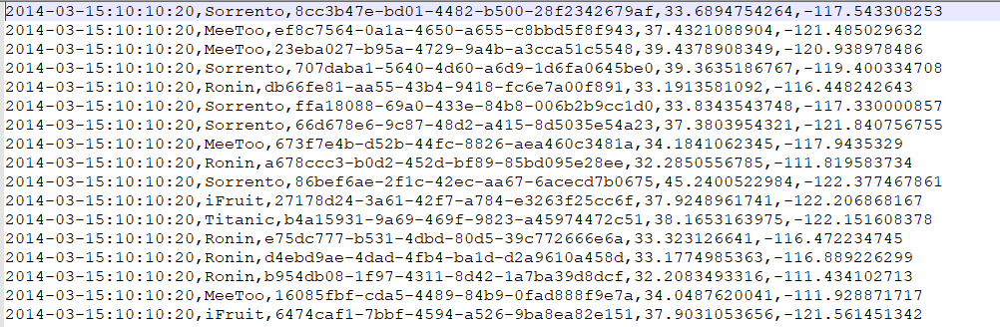 2014-03-15:10:10:20,Sorrento,8cc3b47e-bd01-4482-b500-28f2342679af,33.6894754264,-117.543308253
2014-03-15:10:10:20,MeeToo,ef8c7564-0a1a-4650-a655-c8bbd5f8f943,37.4321088904,-121.485029632
2014-03-15:10:10:20,MeeToo,23eba027-b95a-4729-9a4b-a3cca51c5548,39.4378908349,-120.938978486
2014-03-15:10:10:20,Sorrento,707daba1-5640-4d60-a6d9-1d6fa0645be0,39.3635186767,-119.400334708
2014-03-15:10:10:20,Ronin,db66fe81-aa55-43b4-9418-fc6e7a00f891,33.1913581092,-116.448242643
2014-03-15:10:10:20,Sorrento,ffa18088-69a0-433e-84b8-006b2b9cc1d0,33.8343543748,-117.330000857
2014-03-15:10:10:20,Sorrento,66d678e6-9c87-48d2-a415-8d5035e54a23,37.3803954321,-121.840756755
2014-03-15:10:10:20,MeeToo,673f7e4b-d52b-44fc-8826-aea460c3481a,34.1841062345,-117.9435329
2014-03-15:10:10:20,Ronin,a678ccc3-b0d2-452d-bf89-85bd095e28ee,32.2850556785,-111.819583734
2014-03-15:10:10:20,Sorrento,86bef6ae-2f1c-42ec-aa67-6acecd7b0675,45.2400522984,-122.377467861
2014-03-15:10:10:20,iFruit,27178d24-3a61-42f7-a784-e3263f25cc6f,37.9248961741,-122.206868167
2014-03-15:10:10:20,Titanic,b4a15931-9a69-469f-9823-a45974472c51,38.1653163975,-122.151608378
2014-03-15:10:10:20,Ronin,e75dc777-b531-4dbd-80d5-39c772666e6a,33.323126641,-116.472234745
2014-03-15:10:10:20,Ronin,d4ebd9ae-4dad-4fb4-ba1d-d2a9610a458d,33.1774985363,-116.889226299
2014-03-15:10:10:20,Ronin,b954db08-1f97-4311-8d42-1a7ba39d8dcf,32.2083493316,-111.434102713
2014-03-15:10:10:20,MeeToo,16085fbf-cda5-4489-84b9-0fad888f9e7a,34.0487620041,-111.928871717
2014-03-15:10:10:20,iFruit,6474caf1-7bbf-4594-a526-9ba8ea82e151,37.9031053656,-121.561451342